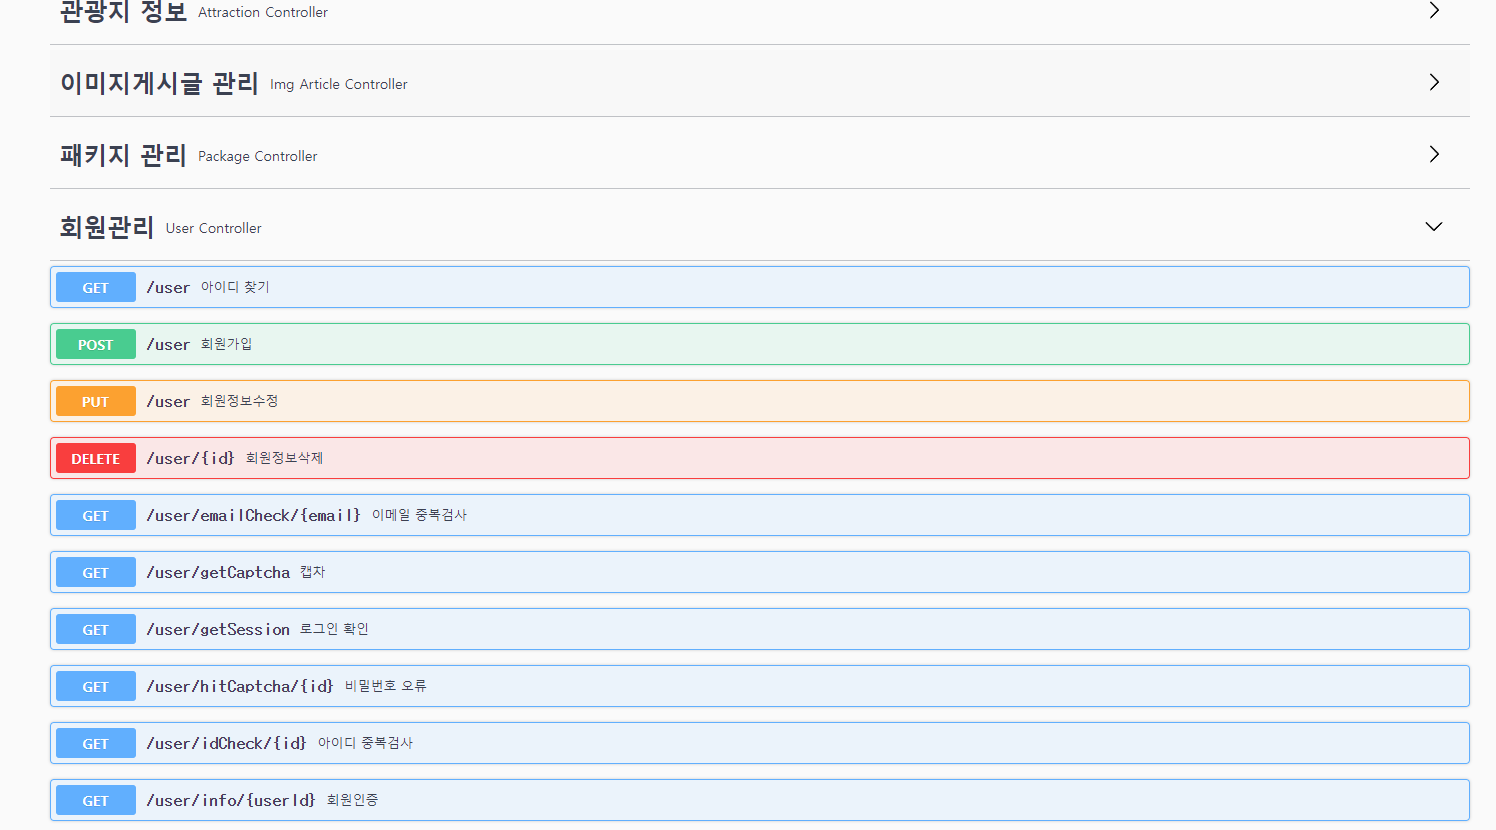 관광지 정보 Attraction Controller
이미지게시글 관리 Img Article Controller
패키지 관리 Package Controller
회원관리 User Controller
GET /user 아이디 찾기
POST /user 회원가입
PUT /user 회원정보수정
DELETE /user/{id} 회원정보삭제
GET /user/emailCheck/{email} 이메일 중복검사
GET /user/getCaptcha 캡차
GET /user/getSession 로그인 확인
GET /user/hitCaptcha/{id} 비밀번호 오류
GET /user/idCheck/{id} 아이디 중복검사
GET /user/info/{userId} 회원인증